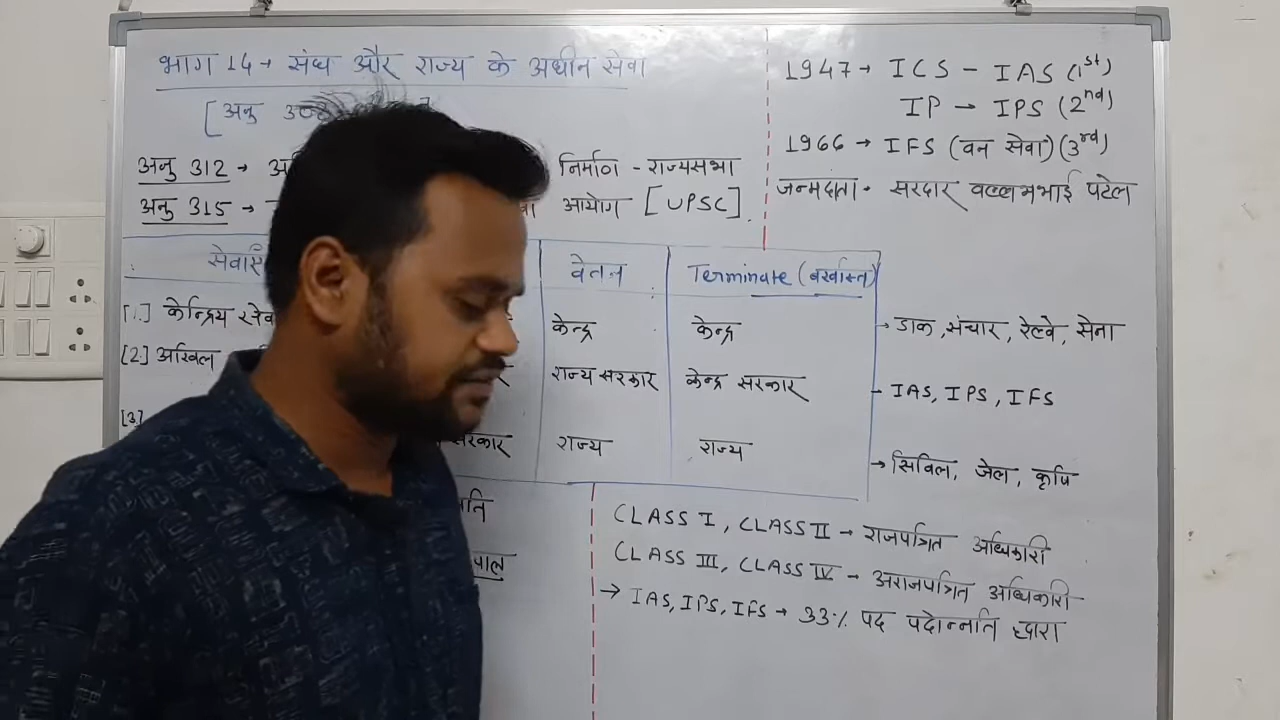 भाग 14→ संघ और राज्य के अधीन सेवा
[अनु
अनु 312 →
निर्माण - राज्यसभा
अनु 315 →
आयोग [UPSC].
1947→ ICS - IAS (1st)
IP → IPS (2nd)
1966 → IFS (वन सेवा) (3rd)
जन्मदाता - सरदार वल्लभभाई पटेल
वेतन Terminate (बर्खास्त)
[1.] केन्द्रिय केन्द्र केन्द्र → डाक, संचार, रेल्वे, सेना
[2.] अखिल राज्य सरकार केन्द्र सरकार - IAS, IPS, IFS
[3.] सरकार राज्य राज्य → सिविल, जेल, कृषि
CLASS I, CLASS II → राजपत्रित अधिकारी
CLASS III, CLASS IV - अराजपत्रित अधिकारी
→ IAS, IPS, IFS → 33% पद पदोन्नति द्वारा